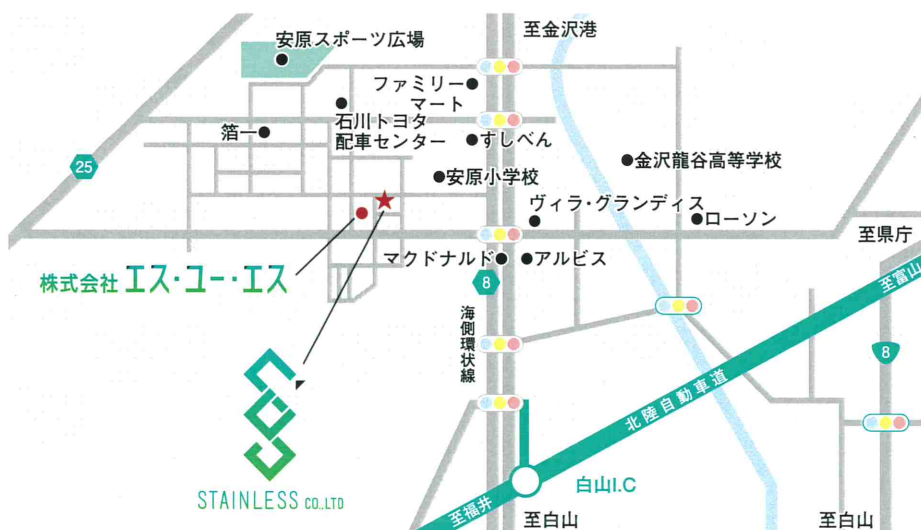 安原スポーツ広場
至金沢港
ファミリー
マート
石川トヨタ
配車センター
箔一
すしべん
25
安原小学校
金沢龍谷高等学校
ヴィラ・グランディス
ローソン
至県庁
マクドナルド
アルビス
株式会社 エス・ユー・エス
8
海側環状線
至富山
8
北陸自動車道
白山I.C
STAINLESS CO.,LTD
至福井
至白山
至白山